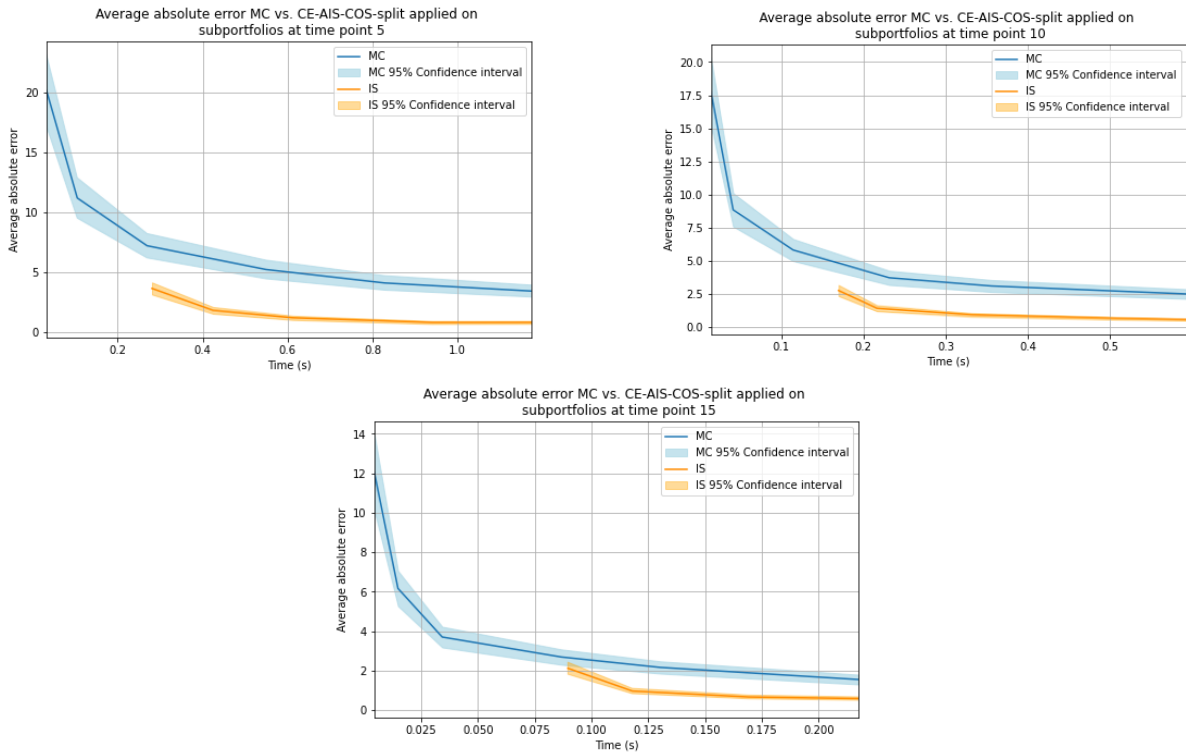 Average absolute error MC vs. CE-AIS-COS-split applied on
subportfolios at time point 5
MC
MC 95% Confidence interval
IS
IS 95% Confidence interval
Average absolute error
20
15
10
5
0
0.2 0.4 0.6 0.8 1.0
Time (s)
Average absolute error MC vs. CE-AIS-COS-split applied on
subportfolios at time point 10
MC
MC 95% Confidence interval
IS
IS 95% Confidence interval
Average absolute error
20.0
17.5
15.0
12.5
10.0
7.5
5.0
2.5
0.0
0.1 0.2 0.3 0.4 0.5
Time (s)
Average absolute error MC vs. CE-AIS-COS-split applied on
subportfolios at time point 15
MC
MC 95% Confidence interval
IS
IS 95% Confidence interval
Average absolute error
14
12
10
8
6
4
2
0
0.025 0.050 0.075 0.100 0.125 0.150 0.175 0.200
Time (s)